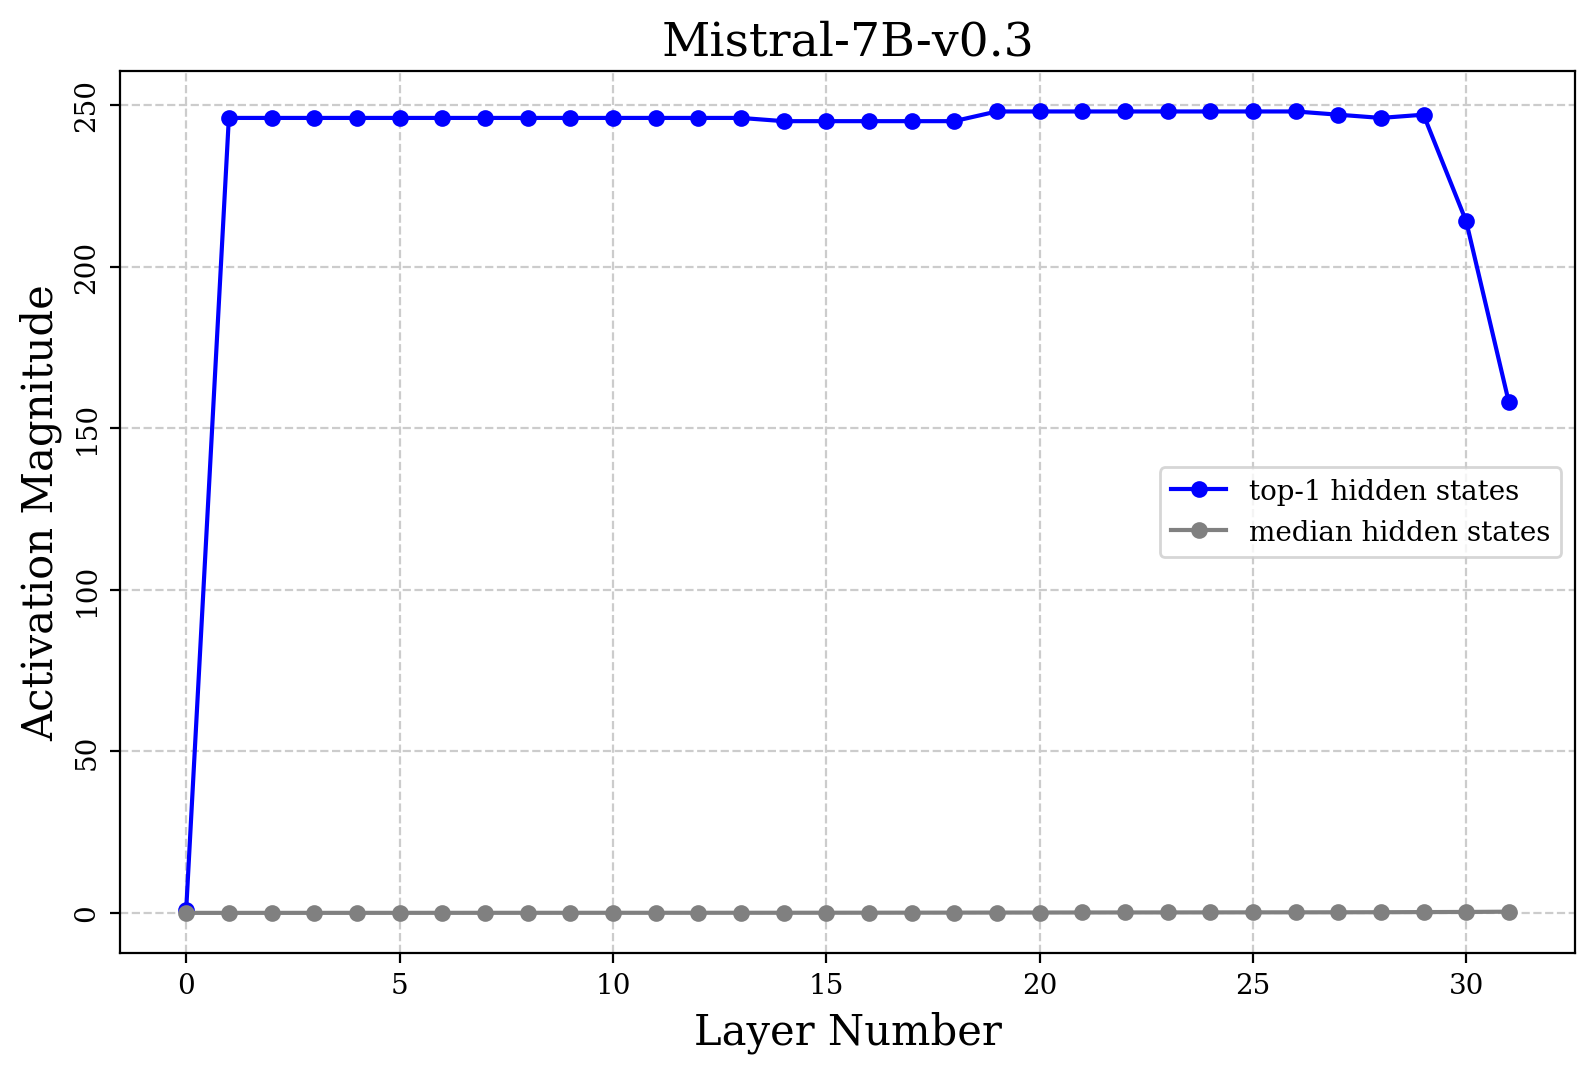 Mistral-7B-v0.3
Activation Magnitude
250
200
150
100
50
0
top-1 hidden states
median hidden states
0 5 10 15 20 25 30
Layer Number